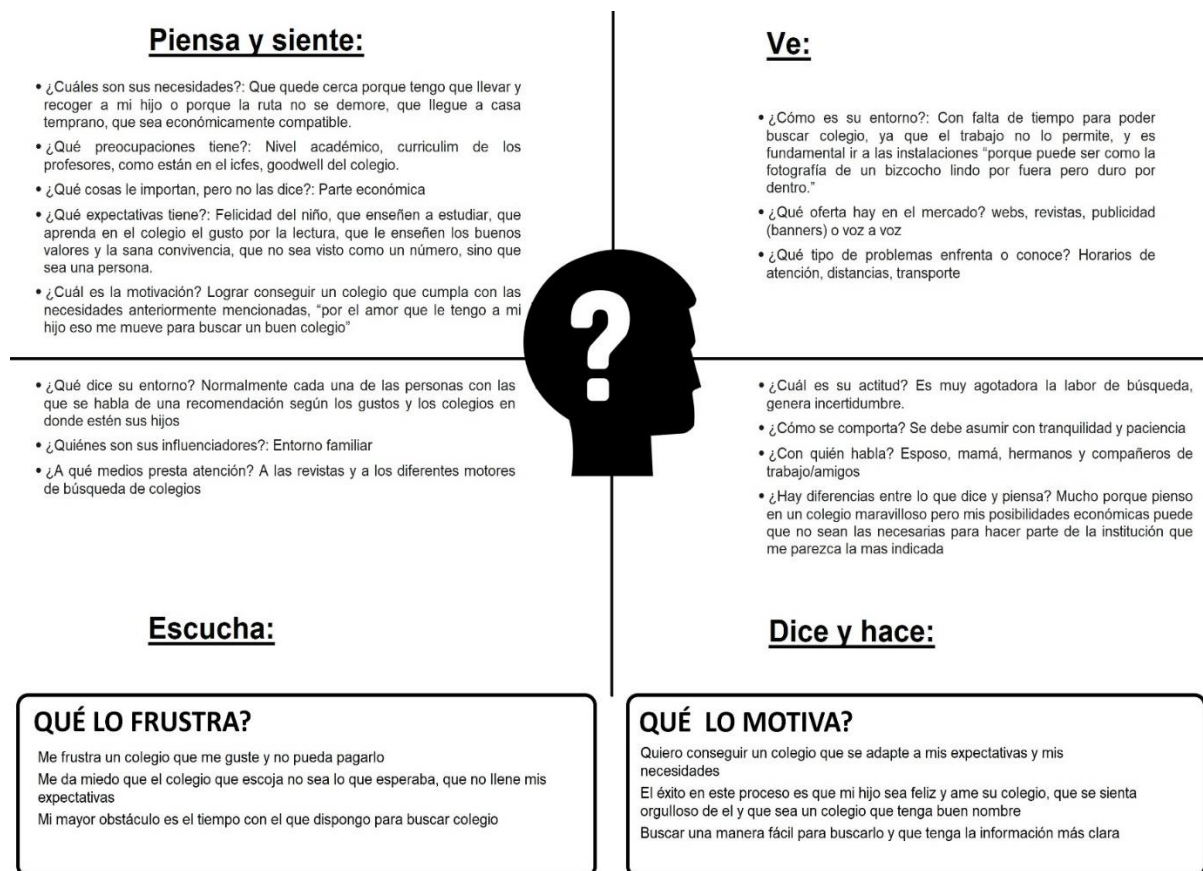 Piensa y siente:
• ¿Cuáles son sus necesidades?: Que quede cerca porque tengo que llevar y
recoger a mi hijo o porque la ruta no se demore, que llegue a casa
temprano, que sea económicamente compatible.
• ¿Qué preocupaciones tiene?: Nivel académico, curriculim de los
profesores, como están en el icfes, goodwell del colegio.
• ¿Qué cosas le importan, pero no las dice?: Parte económica
• ¿Qué expectativas tiene?: Felicidad del niño, que enseñen a estudiar, que
aprenda en el colegio el gusto por la lectura, que le enseñen los buenos
valores y la sana convivencia, que no sea visto como un número, sino que
sea una persona.
• ¿Cuál es la motivación? Lograr conseguir un colegio que cumpla con las
necesidades anteriormente mencionadas, “por el amor que le tengo a mi
hijo eso me mueve para buscar un buen colegio”
Ve:
• ¿Cómo es su entorno?: Con falta de tiempo para poder
buscar colegio, ya que el trabajo no lo permite, y es
fundamental ir a las instalaciones “porque puede ser como la
fotografía de un bizcocho lindo por fuera pero duro por
dentro.”
• ¿Qué oferta hay en el mercado? webs, revistas, publicidad
(banners) o voz a voz
• ¿Qué tipo de problemas enfrenta o conoce? Horarios de
atención, distancias, transporte
?
• ¿Qué dice su entorno? Normalmente cada una de las personas con las
que se habla de una recomendación según los gustos y los colegios en
donde estén sus hijos
• ¿Quiénes son sus influenciadores?: Entorno familiar
• ¿A qué medios presta atención? A las revistas y a los diferentes motores
de búsqueda de colegios
Escucha:
• ¿Cuál es su actitud? Es muy agotadora la labor de búsqueda,
genera incertidumbre.
• ¿Cómo se comporta? Se debe asumir con tranquilidad y paciencia
• ¿Con quién habla? Esposo, mamá, hermanos y compañeros de
trabajo/amigos
• ¿Hay diferencias entre lo que dice y piensa? Mucho porque pienso
en un colegio maravilloso pero mis posibilidades económicas puede
que no sean las necesarias para hacer parte de la institución que
me parezca la mas indicada
Dice y hace:
QUÉ LO FRUSTRA?
Me frustra un colegio que me guste y no pueda pagarlo
Me da miedo que el colegio que escoja no sea lo que esperaba, que no llene mis
expectativas
Mi mayor obstáculo es el tiempo con el que dispongo para buscar colegio
QUÉ LO MOTIVA?
Quiero conseguir un colegio que se adapte a mis expectativas y mis
necesidades
El éxito en este proceso es que mi hijo sea feliz y ame su colegio, que se sienta
orgulloso de el y que sea un colegio que tenga buen nombre
Buscar una manera fácil para buscarlo y que tenga la información más clara